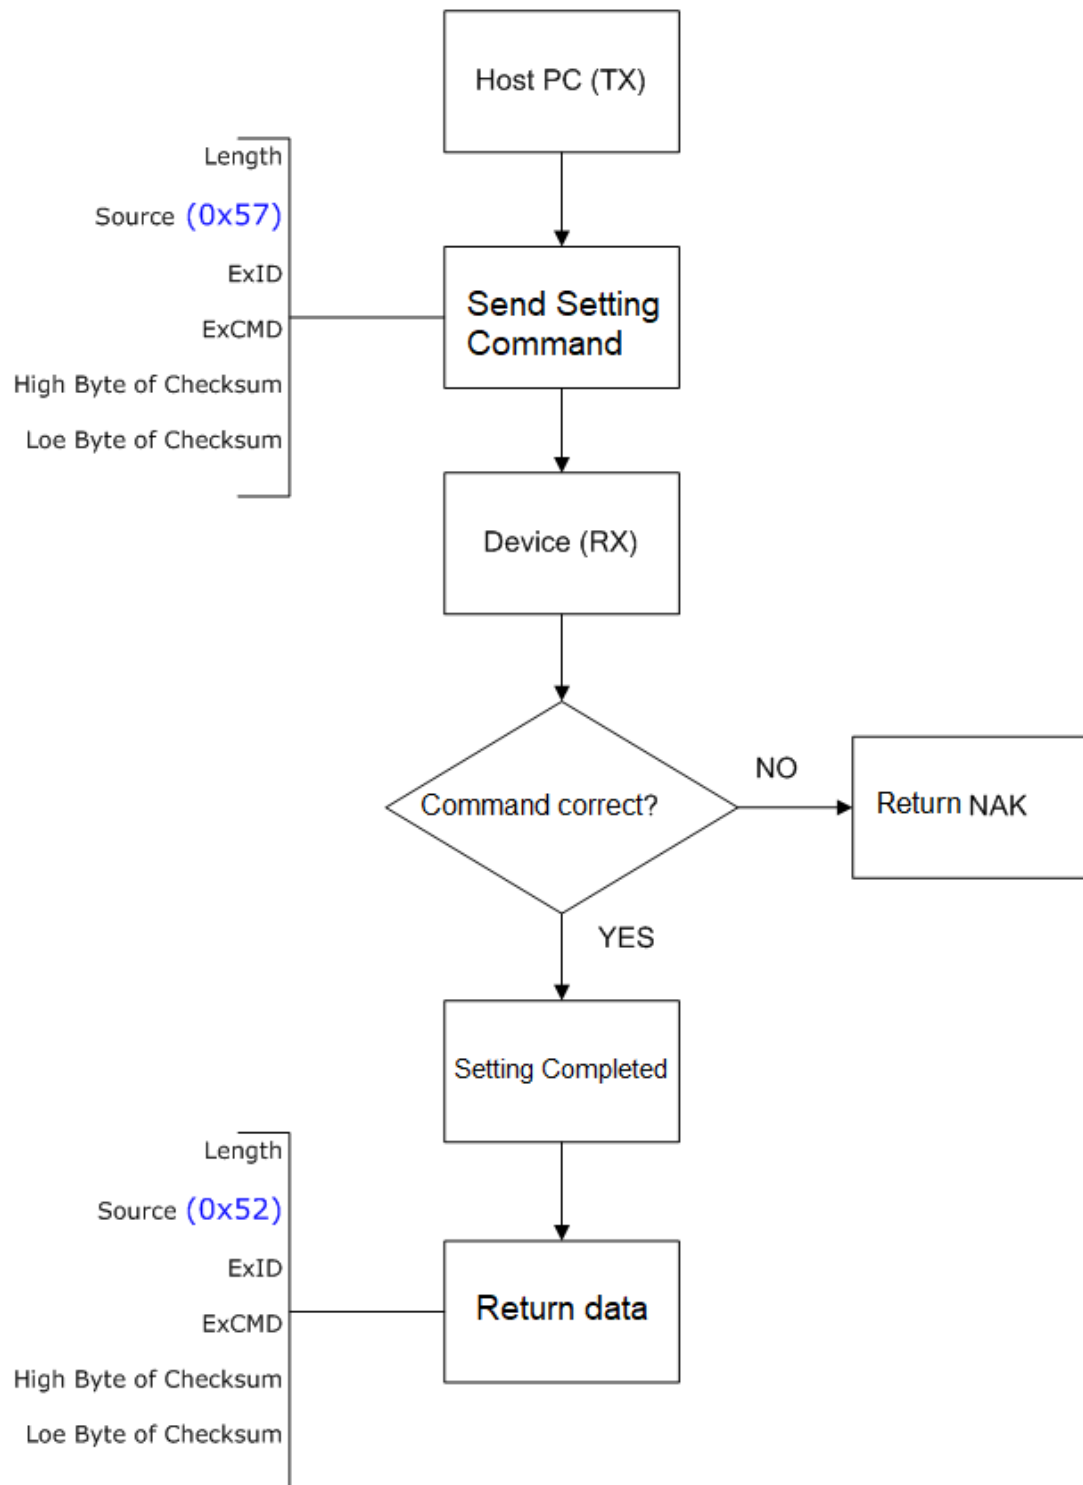 Host PC (TX)
Length
Source (0x57)
ExID
ExCMD
High Byte of Checksum
Loe Byte of Checksum
Send Setting
Command
Device (RX)
Command correct?
NO
Return NAK
YES
Setting Completed
Length
Source (0x52)
ExID
ExCMD
High Byte of Checksum
Loe Byte of Checksum
Return data